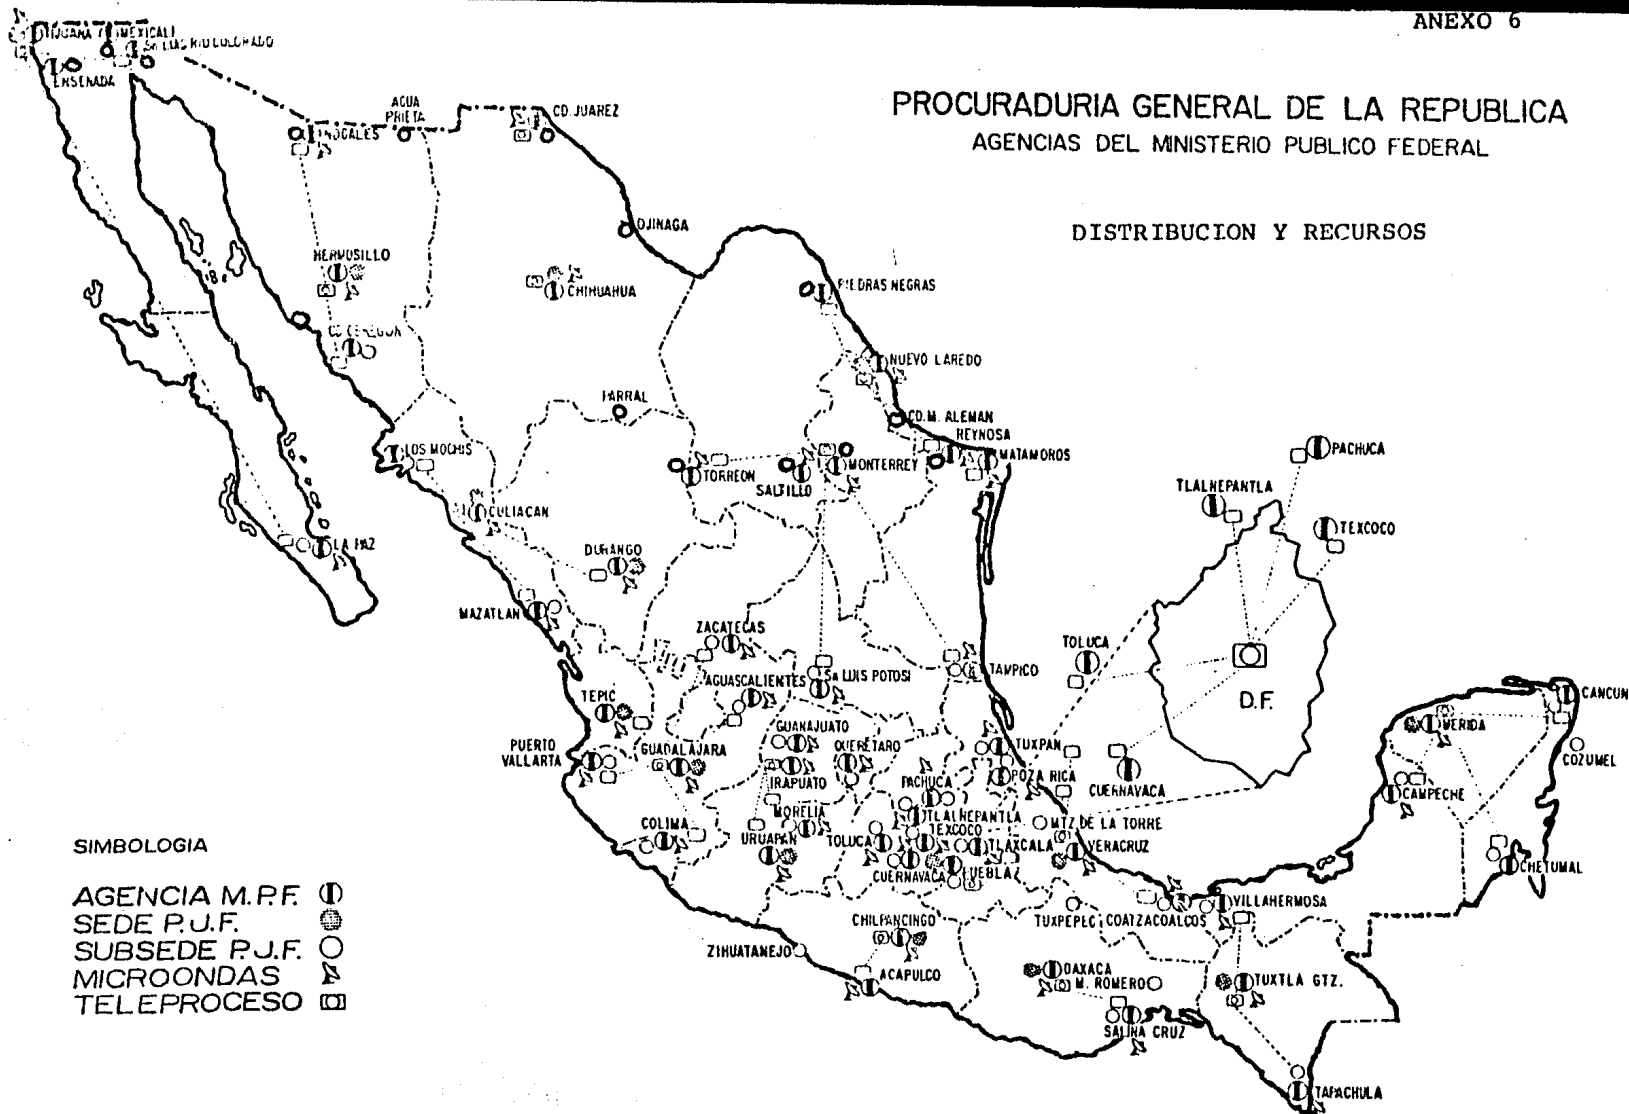 ANEXO 6
PROCURADURIA GENERAL DE LA REPUBLICA
AGENCIAS DEL MINISTERIO PUBLICO FEDERAL
DISTRIBUCION Y RECURSOS
MEXICALI
ENSENADA
NOGALES
AGUA
PRIETA
CD. JUAREZ
OJINAGA
HERMOSILLO
CHIHUAHUA
PIEDRAS NEGRAS
NUEVO LAREDO
PARRAL
CD. M. ALEMAN
REYNOSA
MATAMOROS
LOS MOCHIS
TORREON
SALTILLO
MONTERREY
CULIACAN
LA PAZ
DURANGO
MAZATLAN
ZACATECAS
AGUASCALIENTES
Sn LUIS POTOSI
TAMPICO
TEPIC
PUERTO
VALLARTA
GUADALAJARA
GUANAJUATO
QUERETARO
IRAPUATO
TUXPAN
POZA RICA
PACHUCA
COLIMA
MORELIA
URUAPAN
TOLUCA
TLALNEPANTLA
TEXCOCO
TLAXCALA
CUERNAVACA
PUEBLA
MTZ. DE LA TORRE
VERACRUZ
PACHUCA
TLALNEPANTLA
TEXCOCO
TOLUCA
D.F.
CUERNAVACA
CANCUN
MERIDA
COZUMEL
CAMPECHE
CHETUMAL
CHILPANCINGO
ZIHUATANEJO
ACAPULCO
TUXPEPEC
COATZACOALCOS
VILLAHERMOSA
OAXACA
M. ROMERO
SALINA CRUZ
TUXTLA GTZ.
TAPACHULA
SIMBOLOGIA
AGENCIA M.P.F.
SEDE P.J.F.
SUBSEDE P.J.F.
MICROONDAS
TELEPROCESO